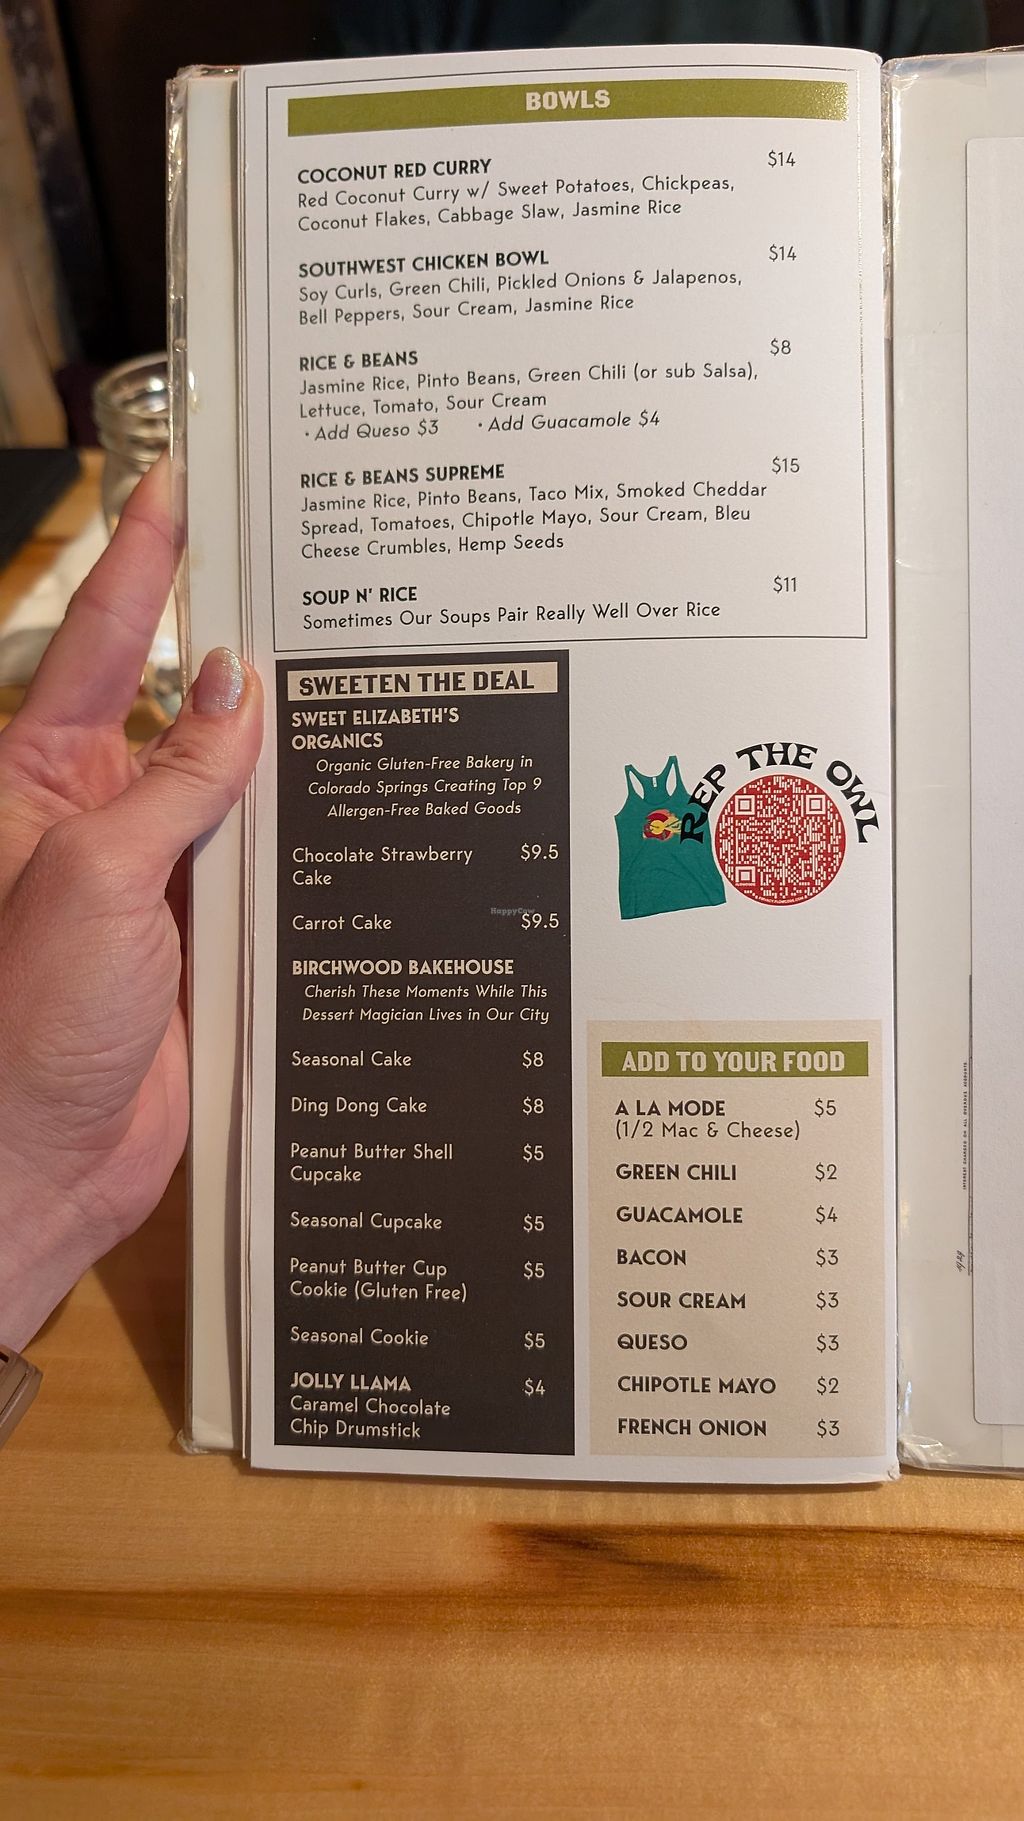 BOWLS
COCONUT RED CURRY $14
Red Coconut Curry w/ Sweet Potatoes, Chickpeas,
Coconut Flakes, Cabbage Slaw, Jasmine Rice
SOUTHWEST CHICKEN BOWL $14
Soy Curls, Green Chili, Pickled Onions & Jalapenos,
Bell Peppers, Sour Cream, Jasmine Rice
RICE & BEANS $8
Jasmine Rice, Pinto Beans, Green Chili (or sub Salsa),
Lettuce, Tomato, Sour Cream
• Add Queso $3 • Add Guacamole $4
RICE & BEANS SUPREME $15
Jasmine Rice, Pinto Beans, Taco Mix, Smoked Cheddar
Spread, Tomatoes, Chipotle Mayo, Sour Cream, Bleu
Cheese Crumbles, Hemp Seeds
SOUP N' RICE $11
Sometimes Our Soups Pair Really Well Over Rice
SWEETEN THE DEAL
SWEET ELIZABETH'S
ORGANICS
Organic Gluten-Free Bakery in
Colorado Springs Creating Top 9
Allergen-Free Baked Goods
Chocolate Strawberry $9.5
Cake
Carrot Cake $9.5
HappyCow
BIRCHWOOD BAKEHOUSE
Cherish These Moments While This
Dessert Magician Lives in Our City
Seasonal Cake $8
Ding Dong Cake $8
Peanut Butter Shell $5
Cupcake
Seasonal Cupcake $5
Peanut Butter Cup $5
Cookie (Gluten Free)
Seasonal Cookie $5
JOLLY LLAMA $4
Caramel Chocolate
Chip Drumstick
REP THE OWL
ADD TO YOUR FOOD
A LA MODE $5
(1/2 Mac & Cheese)
GREEN CHILI $2
GUACAMOLE $4
BACON $3
SOUR CREAM $3
QUESO $3
CHIPOTLE MAYO $2
FRENCH ONION $3
INTEREST CHARGED ON ALL OVERDUE ACCOUNTS